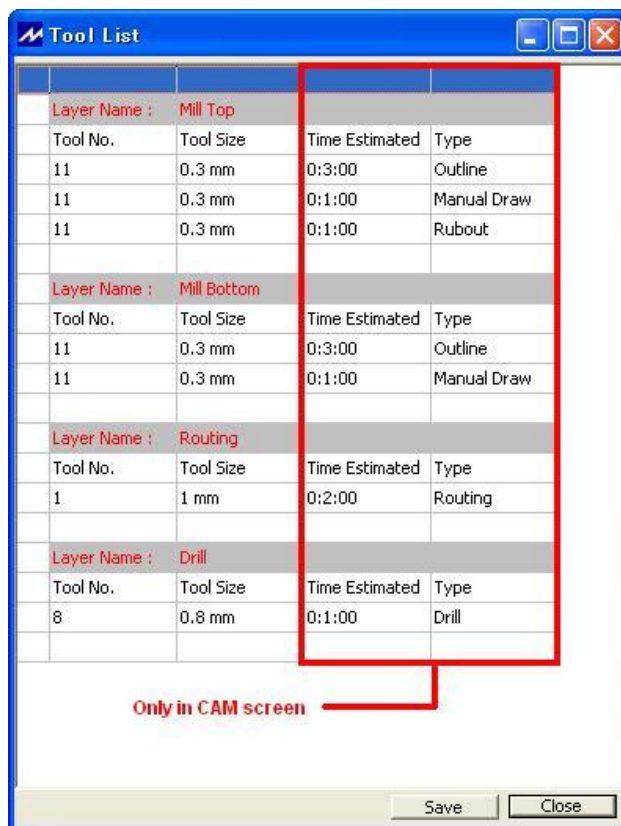 Tool List
Layer Name : Mill Top
Tool No. Tool Size Time Estimated Type
11 0.3 mm 0:3:00 Outline
11 0.3 mm 0:1:00 Manual Draw
11 0.3 mm 0:1:00 Rubout
Layer Name : Mill Bottom
Tool No. Tool Size Time Estimated Type
11 0.3 mm 0:3:00 Outline
11 0.3 mm 0:1:00 Manual Draw
Layer Name : Routing
Tool No. Tool Size Time Estimated Type
1 1 mm 0:2:00 Routing
Layer Name : Drill
Tool No. Tool Size Time Estimated Type
8 0.8 mm 0:1:00 Drill
Only in CAM screen
Save Close